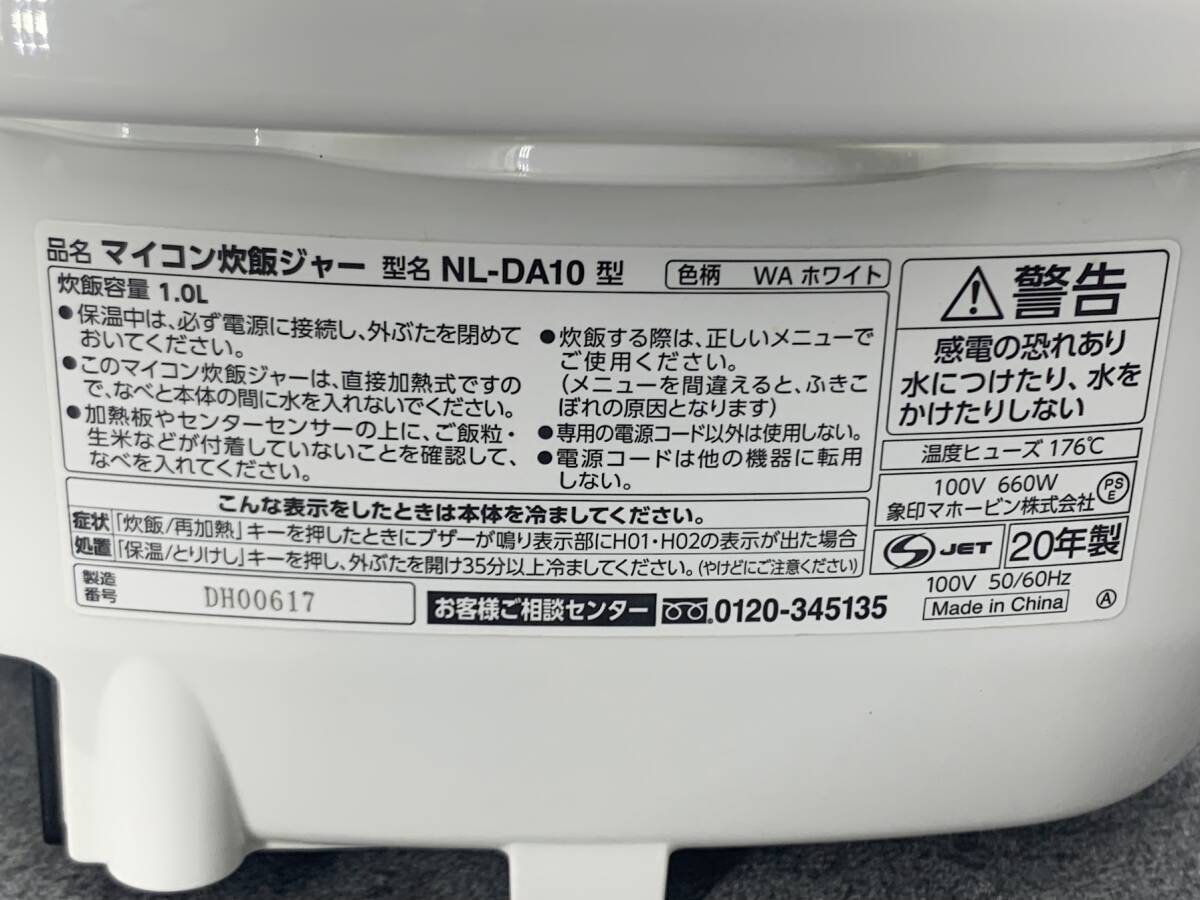 品名 マイコン炊飯ジャー 型名 NL-DA10 型 色柄 WA ホワイト
炊飯容量 1.0L
●保温中は、必ず電源に接続し、外ぶたを閉めて
おいてください。
●このマイコン炊飯ジャーは、直接加熱式ですの
で、なべと本体の間に水を入れないでください。
●加熱板やセンターセンサーの上に、ご飯粒・
生米などが付着していないことを確認して、
なべを入れてください。
●炊飯する際は、正しいメニューで
ご使用ください。
(メニューを間違えると、ふきこ
ぼれの原因となります)
●専用の電源コード以外は使用しない。
●電源コードは他の機器に転用
しない。
こんな表示をしたときは本体を冷ましてください。
症状 「炊飯/再加熱」キーを押したときにブザーが鳴り表示部にH01・H02の表示が出た場合
処置 「保温/とりけし」キーを押し、外ぶたを開け35分以上冷ましてください。(やけどにご注意ください)
製造
番号 DH00617
お客様ご相談センター 0120-345135
警告
感電の恐れあり
水につけたり、水を
かけたりしない
温度ヒューズ 176℃
100V 660W
象印マホービン株式会社
PS
E
JET 20年製
100V 50/60Hz
Made in China A